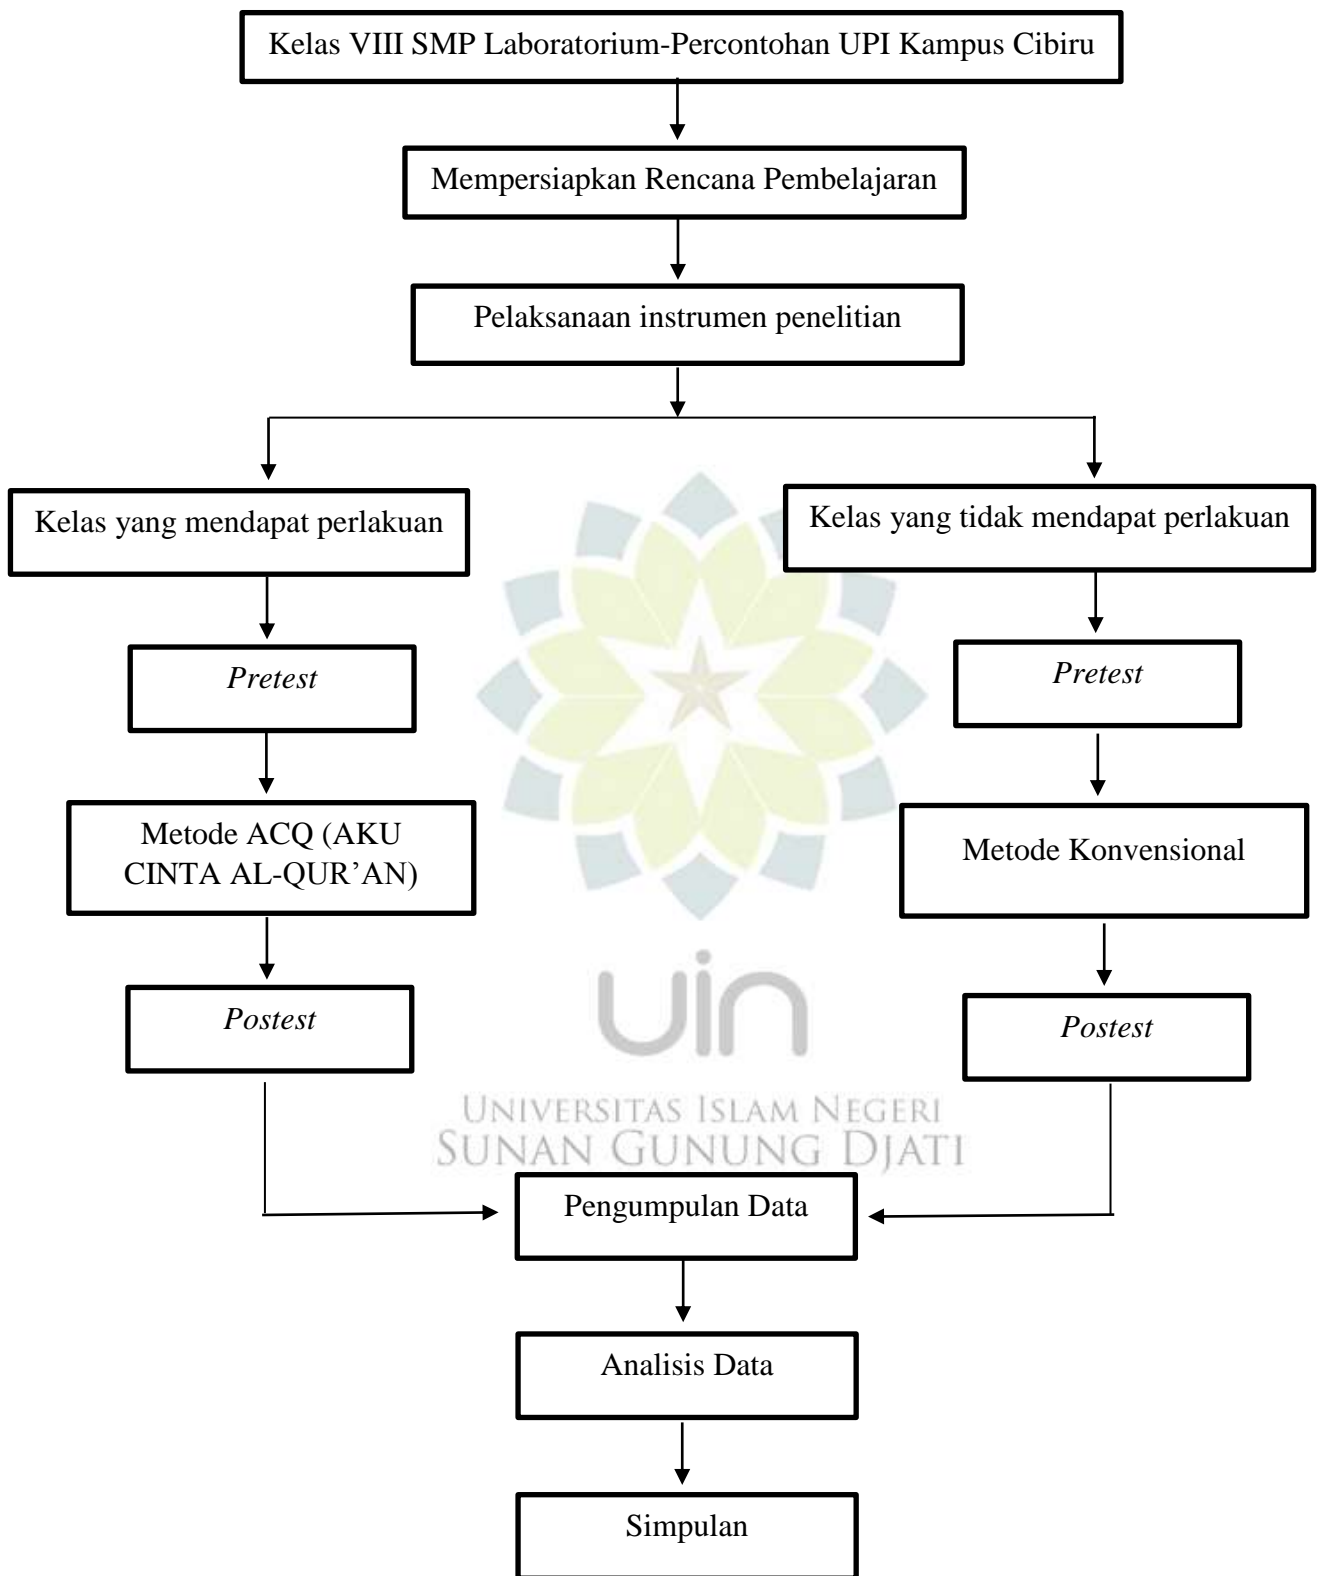 Kelas VIII SMP Laboratorium-Percontohan UPI Kampus Cibiru
Mempersiapkan Rencana Pembelajaran
Pelaksanaan instrumen penelitian
Kelas yang mendapat perlakuan
Kelas yang tidak mendapat perlakuan
Pretest
Pretest
Metode ACQ (AKU
CINTA AL-QUR’AN)
Metode Konvensional
Postest
Postest
uin
UNIVERSITAS ISLAM NEGERI
SUNAN GUNUNG DJATI
Pengumpulan Data
Analisis Data
Simpulan